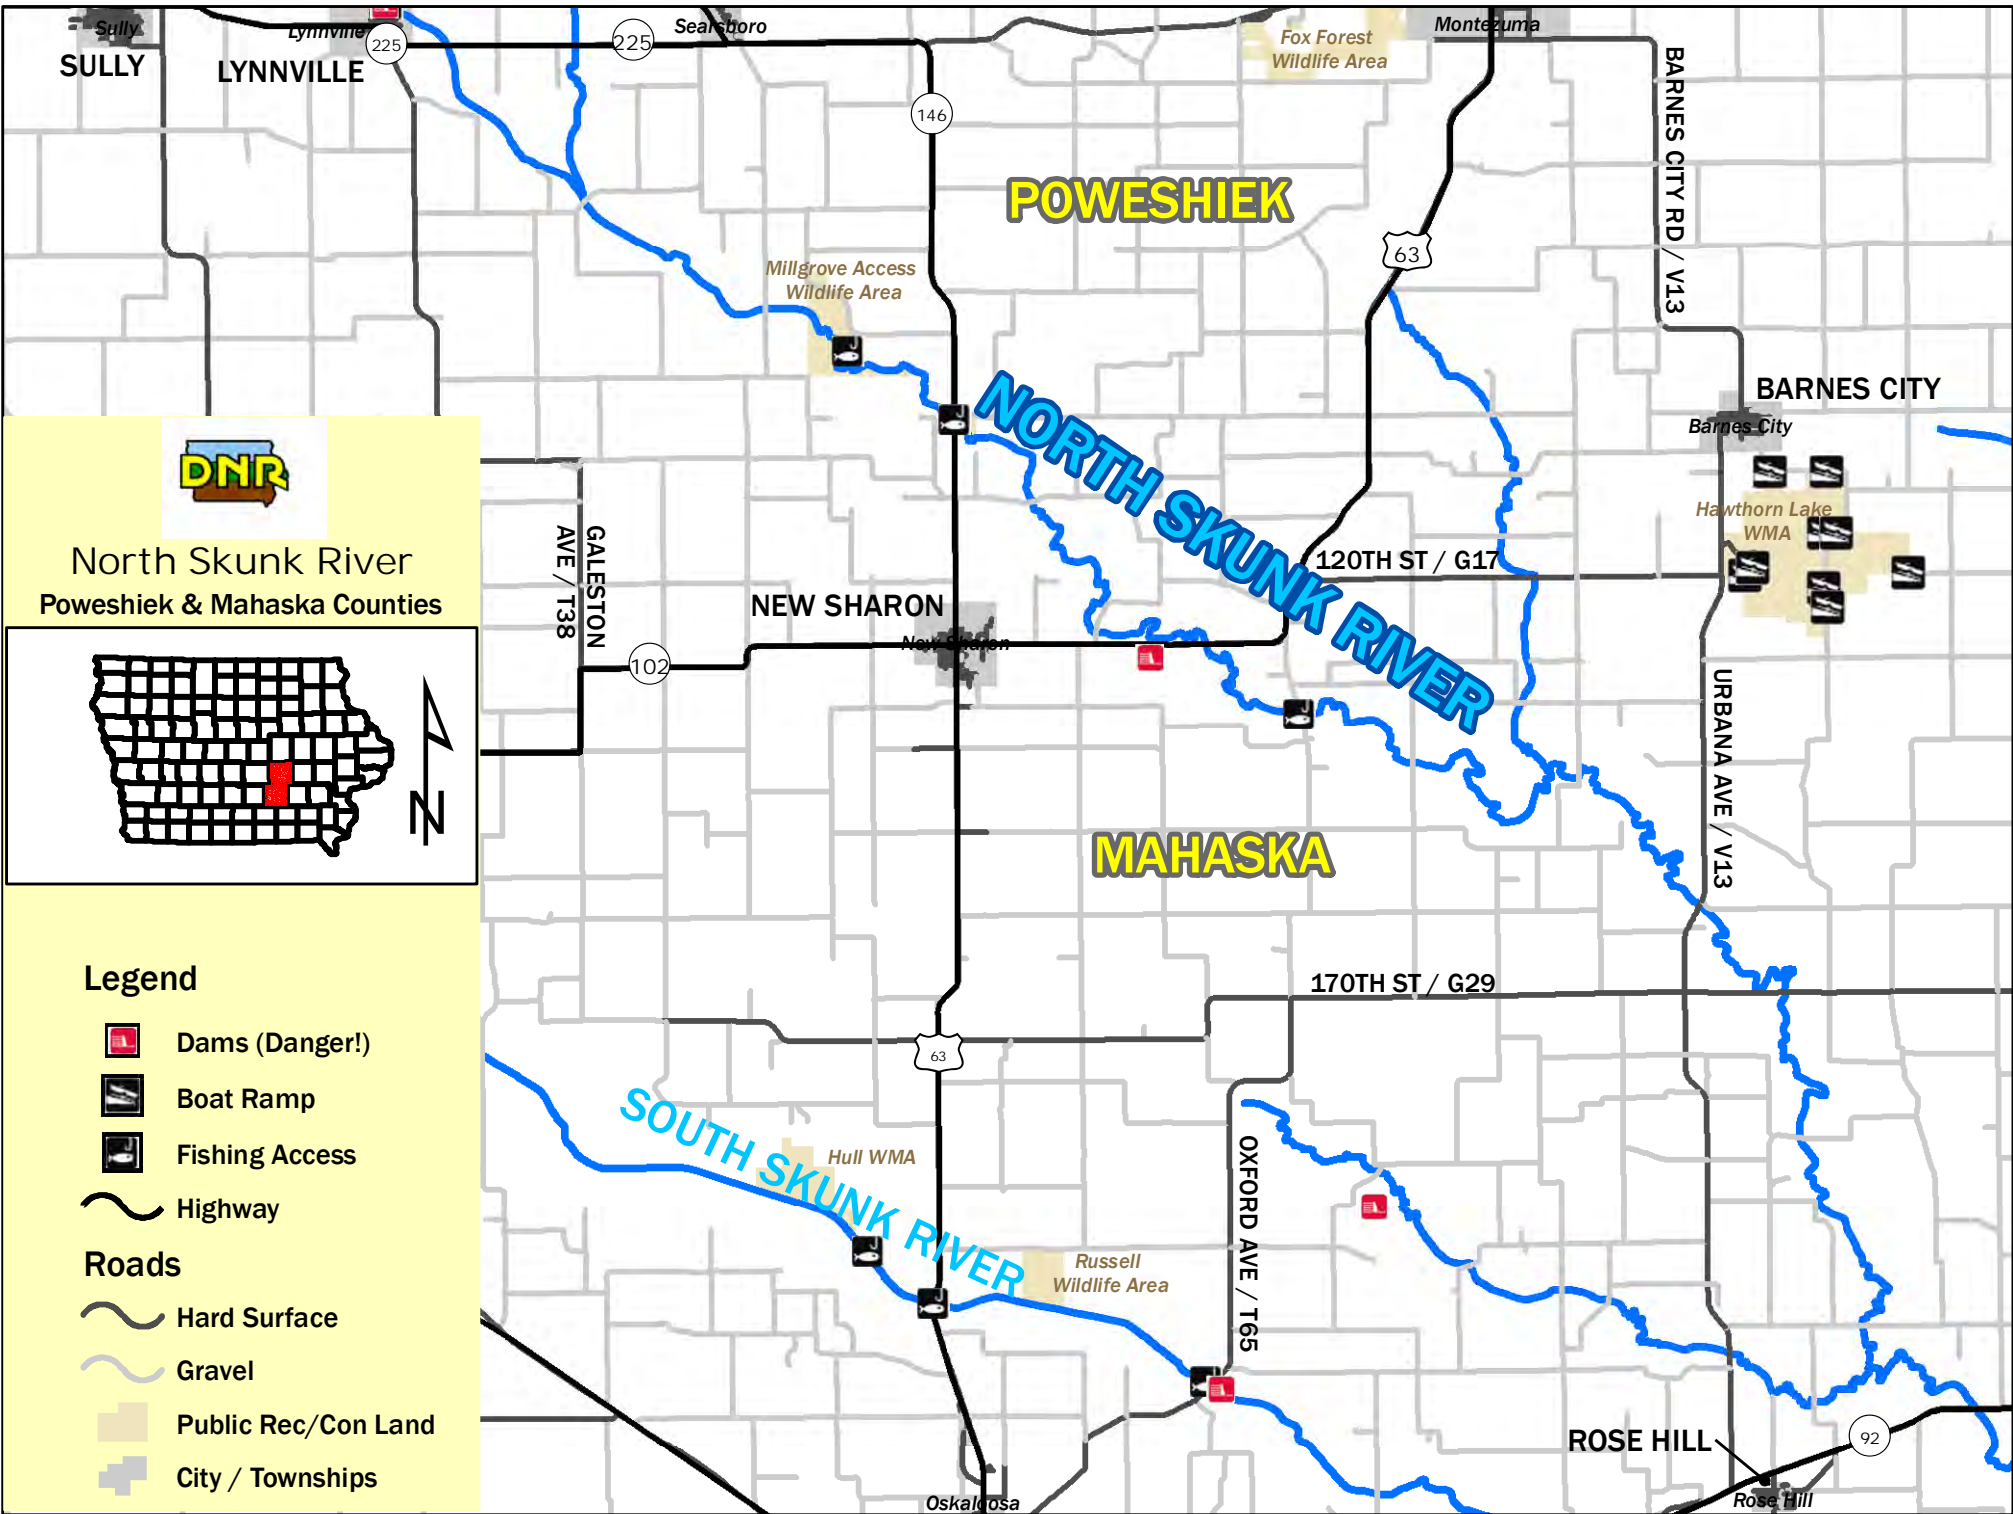 Sully
SULLY
Lynnville
LYNNVILLE
225
225
Searsboro
146
Fox Forest
Wildlife Area
Montezuma
BARNES CITY RD / V13
POWESHIEK
63
Millgrove Access
Wildlife Area
BARNES CITY
Barnes City
NORTH SKUNK RIVER
Hawthorn Lake
WMA
120TH ST / G17
GALESTON
AVE / T38
NEW SHARON
New Sharon
102
URBANA AVE / V13
MAHASKA
170TH ST / G29
63
SOUTH SKUNK RIVER
Hull WMA
OXFORD AVE / T65
Russell
Wildlife Area
ROSE HILL
92
Rose Hill
Oskaloosa
DNR
North Skunk River
Poweshiek & Mahaska Counties
N
Legend
Dams (Danger!)
Boat Ramp
Fishing Access
Highway
Roads
Hard Surface
Gravel
Public Rec/Con Land
City / Townships